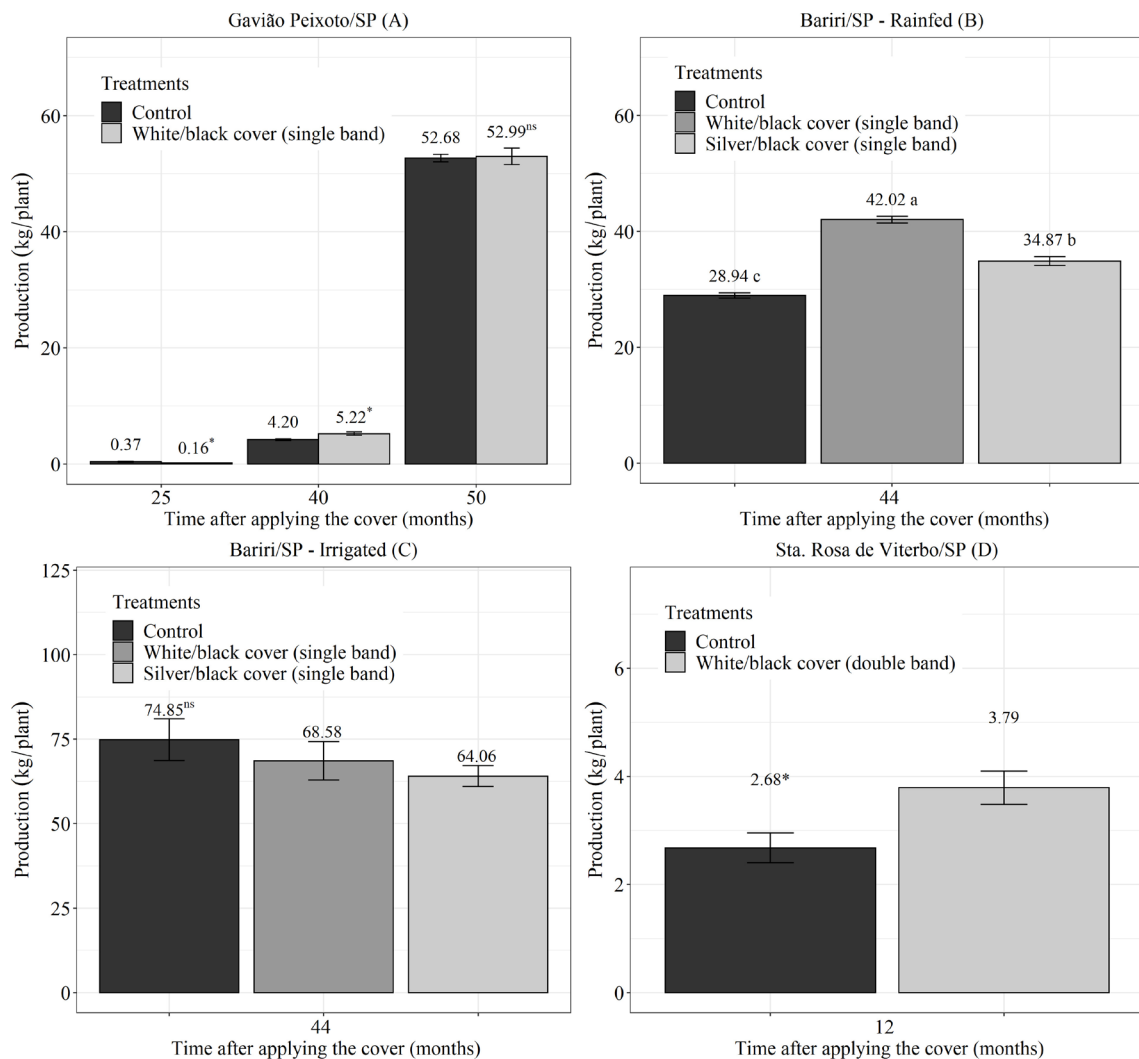 Gavião Peixoto/SP (A)
Production (kg/plant)
60
40
20
0
Treatments
Control
White/black cover (single band)
0.37
0.16*
4.20
5.22*
52.68
52.99ns
25
40
50
Time after applying the cover (months)
Bariri/SP - Rainfed (B)
Production (kg/plant)
60
40
20
0
Treatments
Control
White/black cover (single band)
Silver/black cover (single band)
28.94 c
42.02 a
34.87 b
44
Time after applying the cover (months)
Bariri/SP - Irrigated (C)
Production (kg/plant)
125
100
75
50
25
0
Treatments
Control
White/black cover (single band)
Silver/black cover (single band)
74.85ns
68.58
64.06
44
Time after applying the cover (months)
Sta. Rosa de Viterbo/SP (D)
Production (kg/plant)
6
4
2
0
Treatments
Control
White/black cover (double band)
2.68*
3.79
12
Time after applying the cover (months)